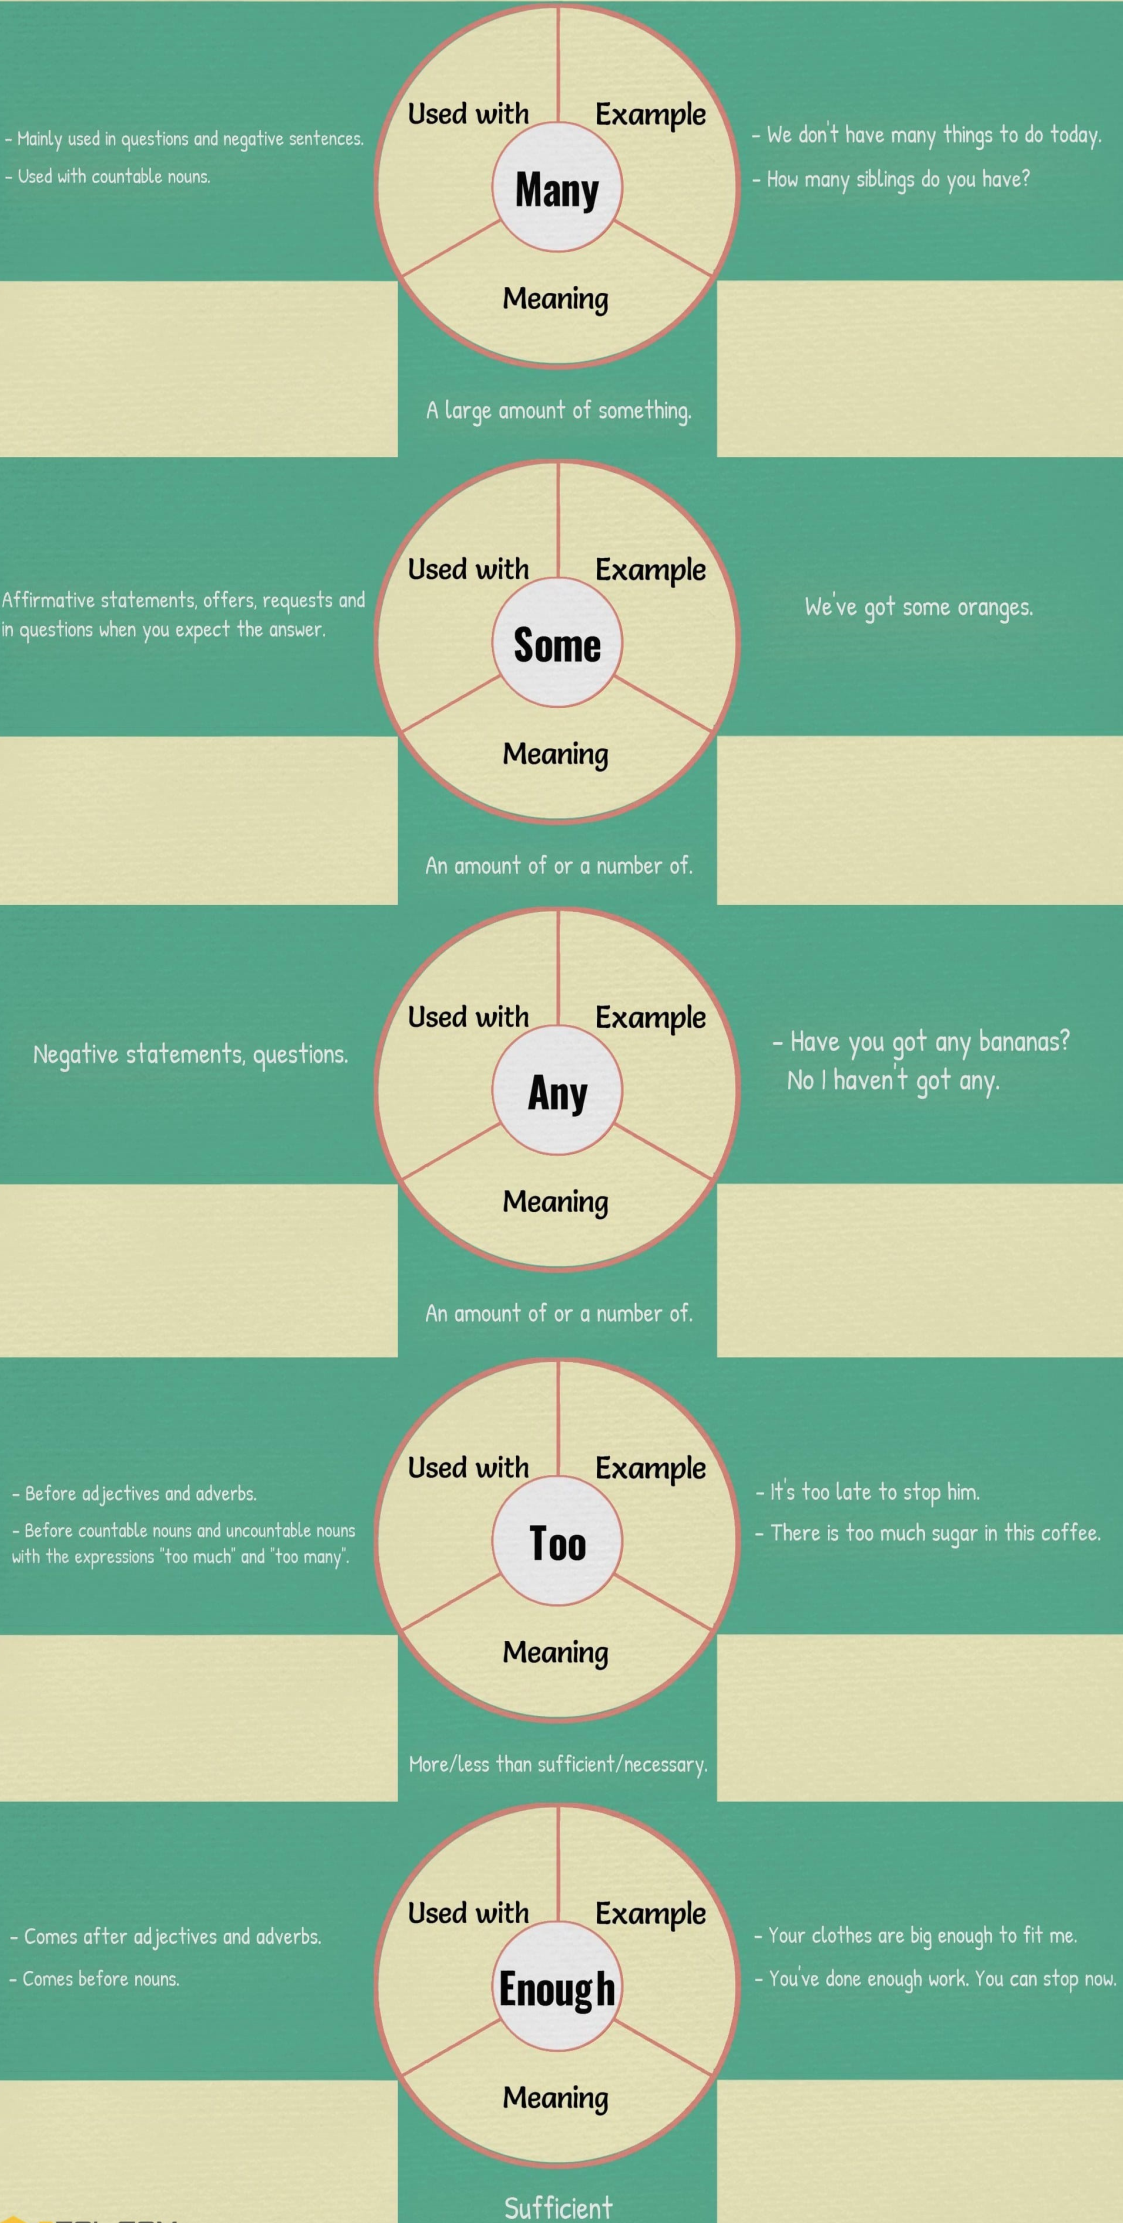 Used with
Example
- Mainly used in questions and negative sentences.
- Used with countable nouns.
Many
- We don't have many things to do today.
- How many siblings do you have?
Meaning
A large amount of something.
Used with
Example
Affirmative statements, offers, requests and
in questions when you expect the answer.
Some
We've got some oranges.
Meaning
An amount of or a number of.
Used with
Example
Negative statements, questions.
Any
- Have you got any bananas?
No I haven't got any.
Meaning
An amount of or a number of.
Used with
Example
- Before adjectives and adverbs.
- Before countable nouns and uncountable nouns
with the expressions "too much" and "too many".
Too
- It's too late to stop him.
- There is too much sugar in this coffee.
Meaning
More/less than sufficient/necessary.
Used with
Example
- Comes after adjectives and adverbs.
- Comes before nouns.
Enough
- Your clothes are big enough to fit me.
- You've done enough work. You can stop now.
Meaning
Sufficient